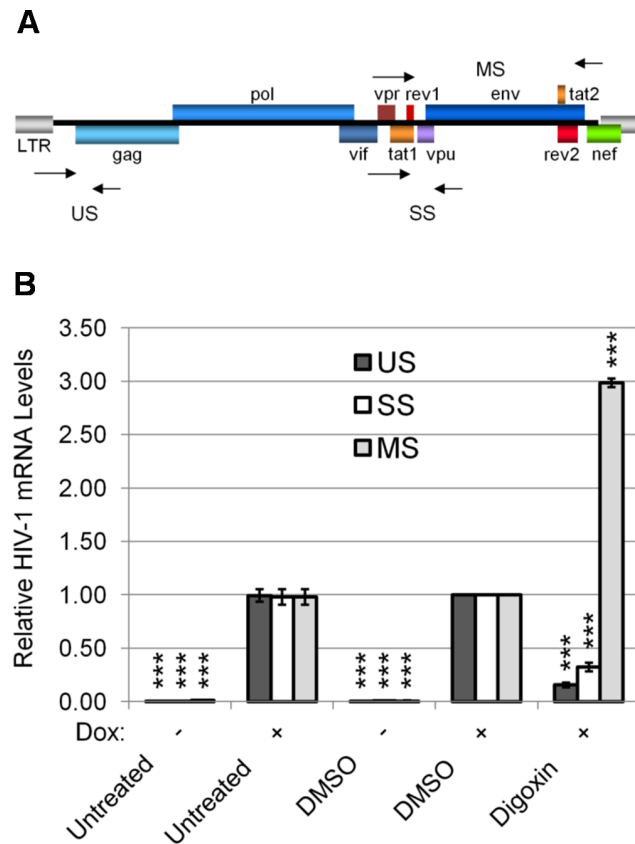 A
MS
pol vpr rev1 env tat2
LTR gag vif tat1 vpu rev2 nef
US SS
B
Relative HIV-1 mRNA Levels
3.50
3.00
2.50
2.00
1.50
1.00
0.50
0.00
US
SS
MS
*** *** *** *** *** *** *** *** ***
Dox: - + - + +
Untreated Untreated DMSO DMSO Digoxin